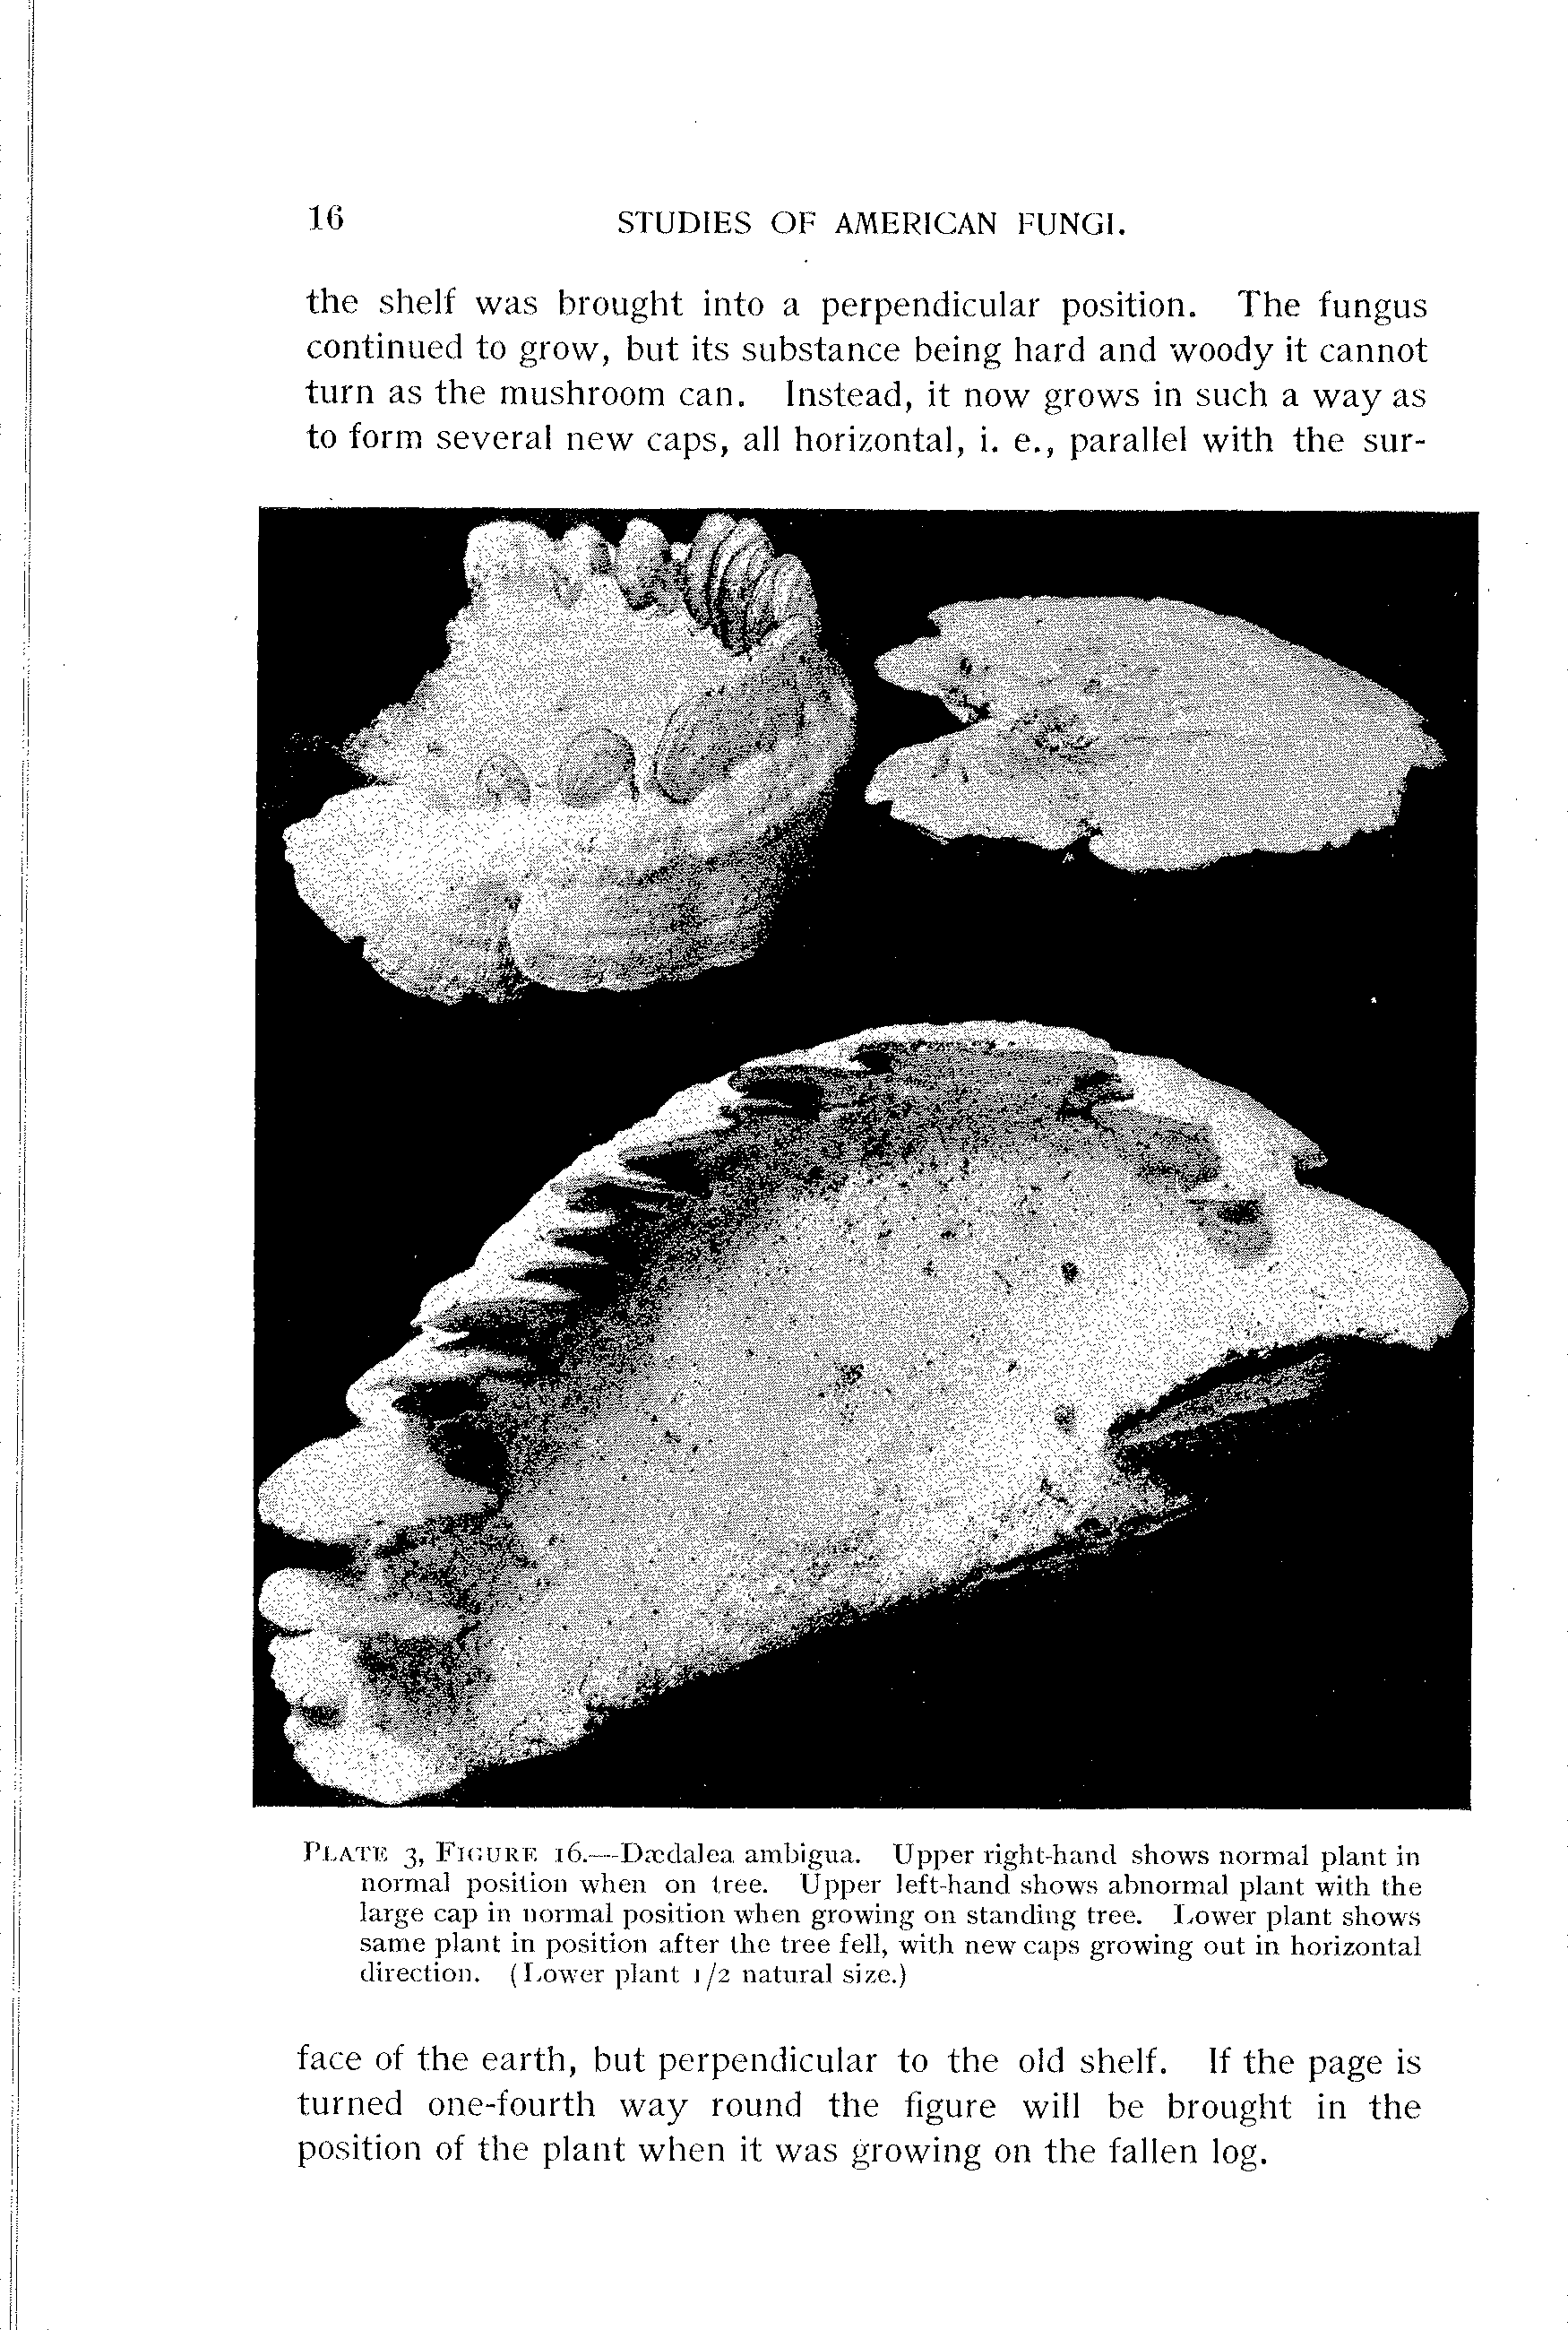 16 STUDIES OF AMERICAN FUNGI.
the shelf was brought into a perpendicular position. The fungus
continued to grow, but its substance being hard and woody it cannot
turn as the mushroom can. Instead, it now grows in such a way as
to form several new caps, all horizontal, i. e., parallel with the sur-
PLATE 3, FIGURE 16.—Dædalea ambigua. Upper right-hand shows normal plant in
normal position when on tree. Upper left-hand shows abnormal plant with the
large cap in normal position when growing on standing tree. Lower plant shows
same plant in position after the tree fell, with new caps growing out in horizontal
direction. (Lower plant 1/2 natural size.)
face of the earth, but perpendicular to the old shelf. If the page is
turned one-fourth way round the figure will be brought in the
position of the plant when it was growing on the fallen log.